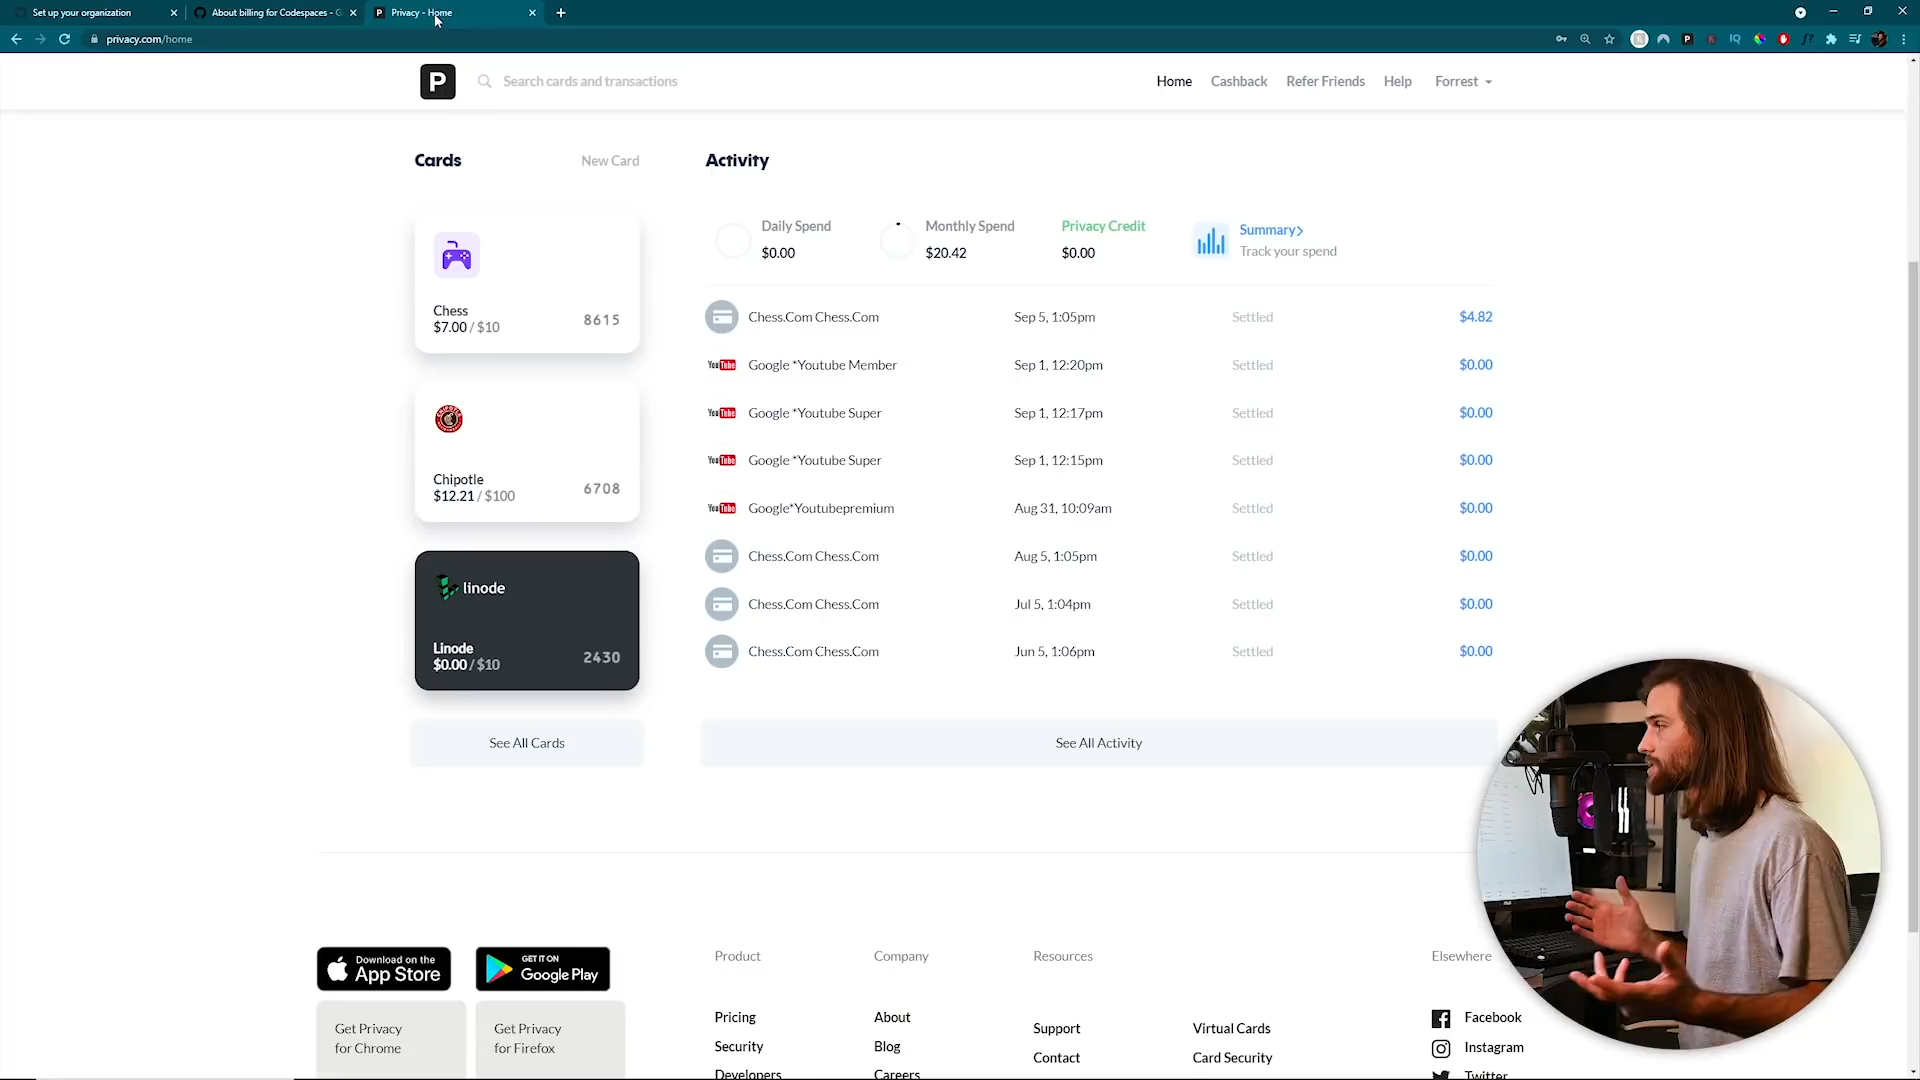 Set up your organization
About billing for Codespaces - G
Privacy - Home
privacy.com/home
Search cards and transactions
Home
Cashback
Refer Friends
Help
Forrest
Cards
New Card
Activity
Daily Spend
$0.00
Monthly Spend
$20.42
Privacy Credit
$0.00
Summary>
Track your spend
Chess
$7.00 / $10
8615
Chipotle
$12.21 / $100
6708
linode
Linode
$0.00 / $10
2430
See All Cards
Chess.Com Chess.Com Sep 5, 1:05pm Settled $4.82
YouTube Google *Youtube Member Sep 1, 12:20pm Settled $0.00
YouTube Google *Youtube Super Sep 1, 12:17pm Settled $0.00
YouTube Google *Youtube Super Sep 1, 12:15pm Settled $0.00
YouTube Google*Youtubepremium Aug 31, 10:09am Settled $0.00
Chess.Com Chess.Com Aug 5, 1:05pm Settled $0.00
Chess.Com Chess.Com Jul 5, 1:04pm Settled $0.00
Chess.Com Chess.Com Jun 5, 1:06pm Settled $0.00
See All Activity
Download on the
App Store
GET IT ON
Google Play
Get Privacy
for Chrome
Get Privacy
for Firefox
Product
Pricing
Security
Developers
Company
About
Blog
Careers
Resources
Support
Contact
Virtual Cards
Card Security
Elsewhere
Facebook
Instagram
Twitter